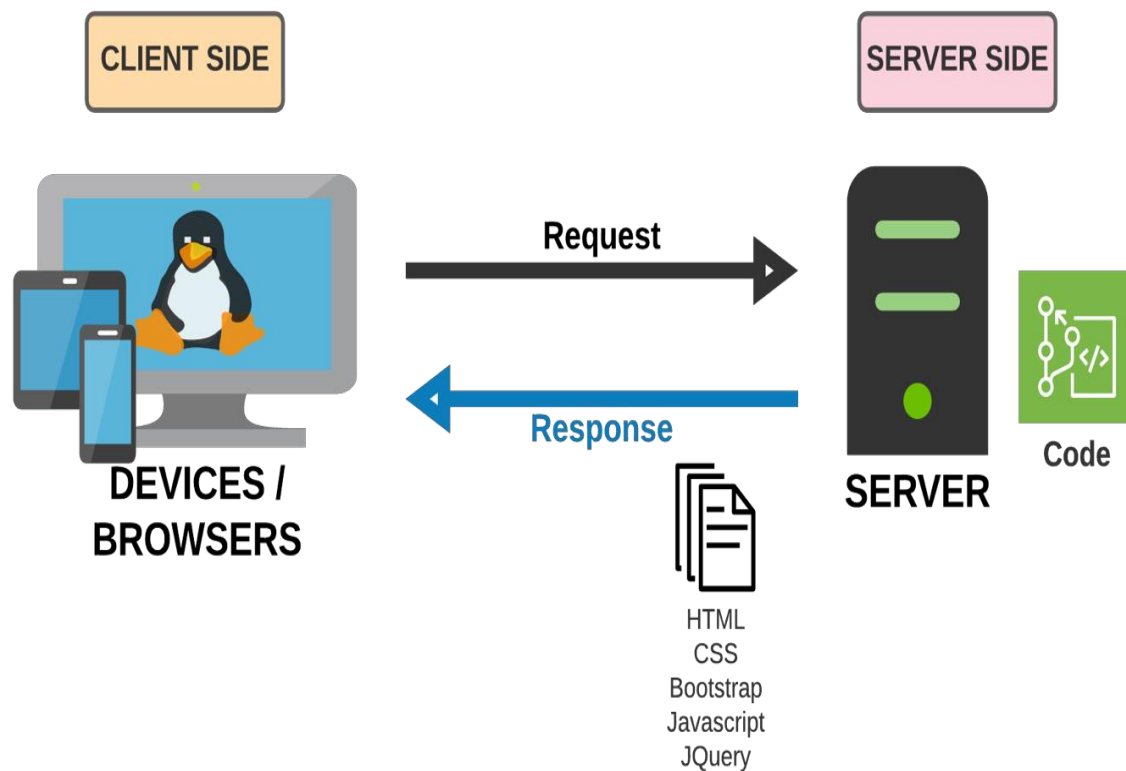 CLIENT SIDE
SERVER SIDE
Request
Response
</>
Code
DEVICES /
BROWSERS
SERVER
HTML
CSS
Bootstrap
Javascript
JQuery